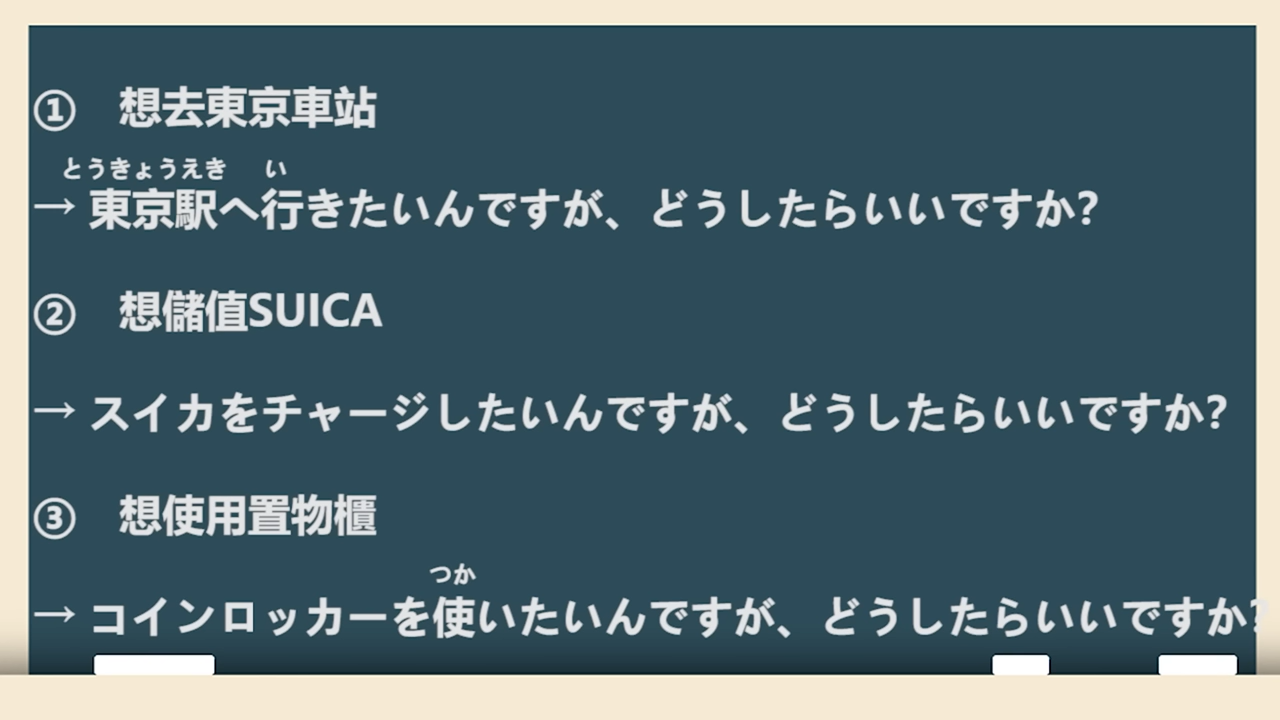 ① 想去東京車站
とうきょうえき い
→ 東京駅へ行きたいんですが、どうしたらいいですか?
② 想儲值SUICA
→ スイカをチャージしたいんですが、どうしたらいいですか?
③ 想使用置物櫃
つか
→ コインロッカーを使いたいんですが、どうしたらいいですか?